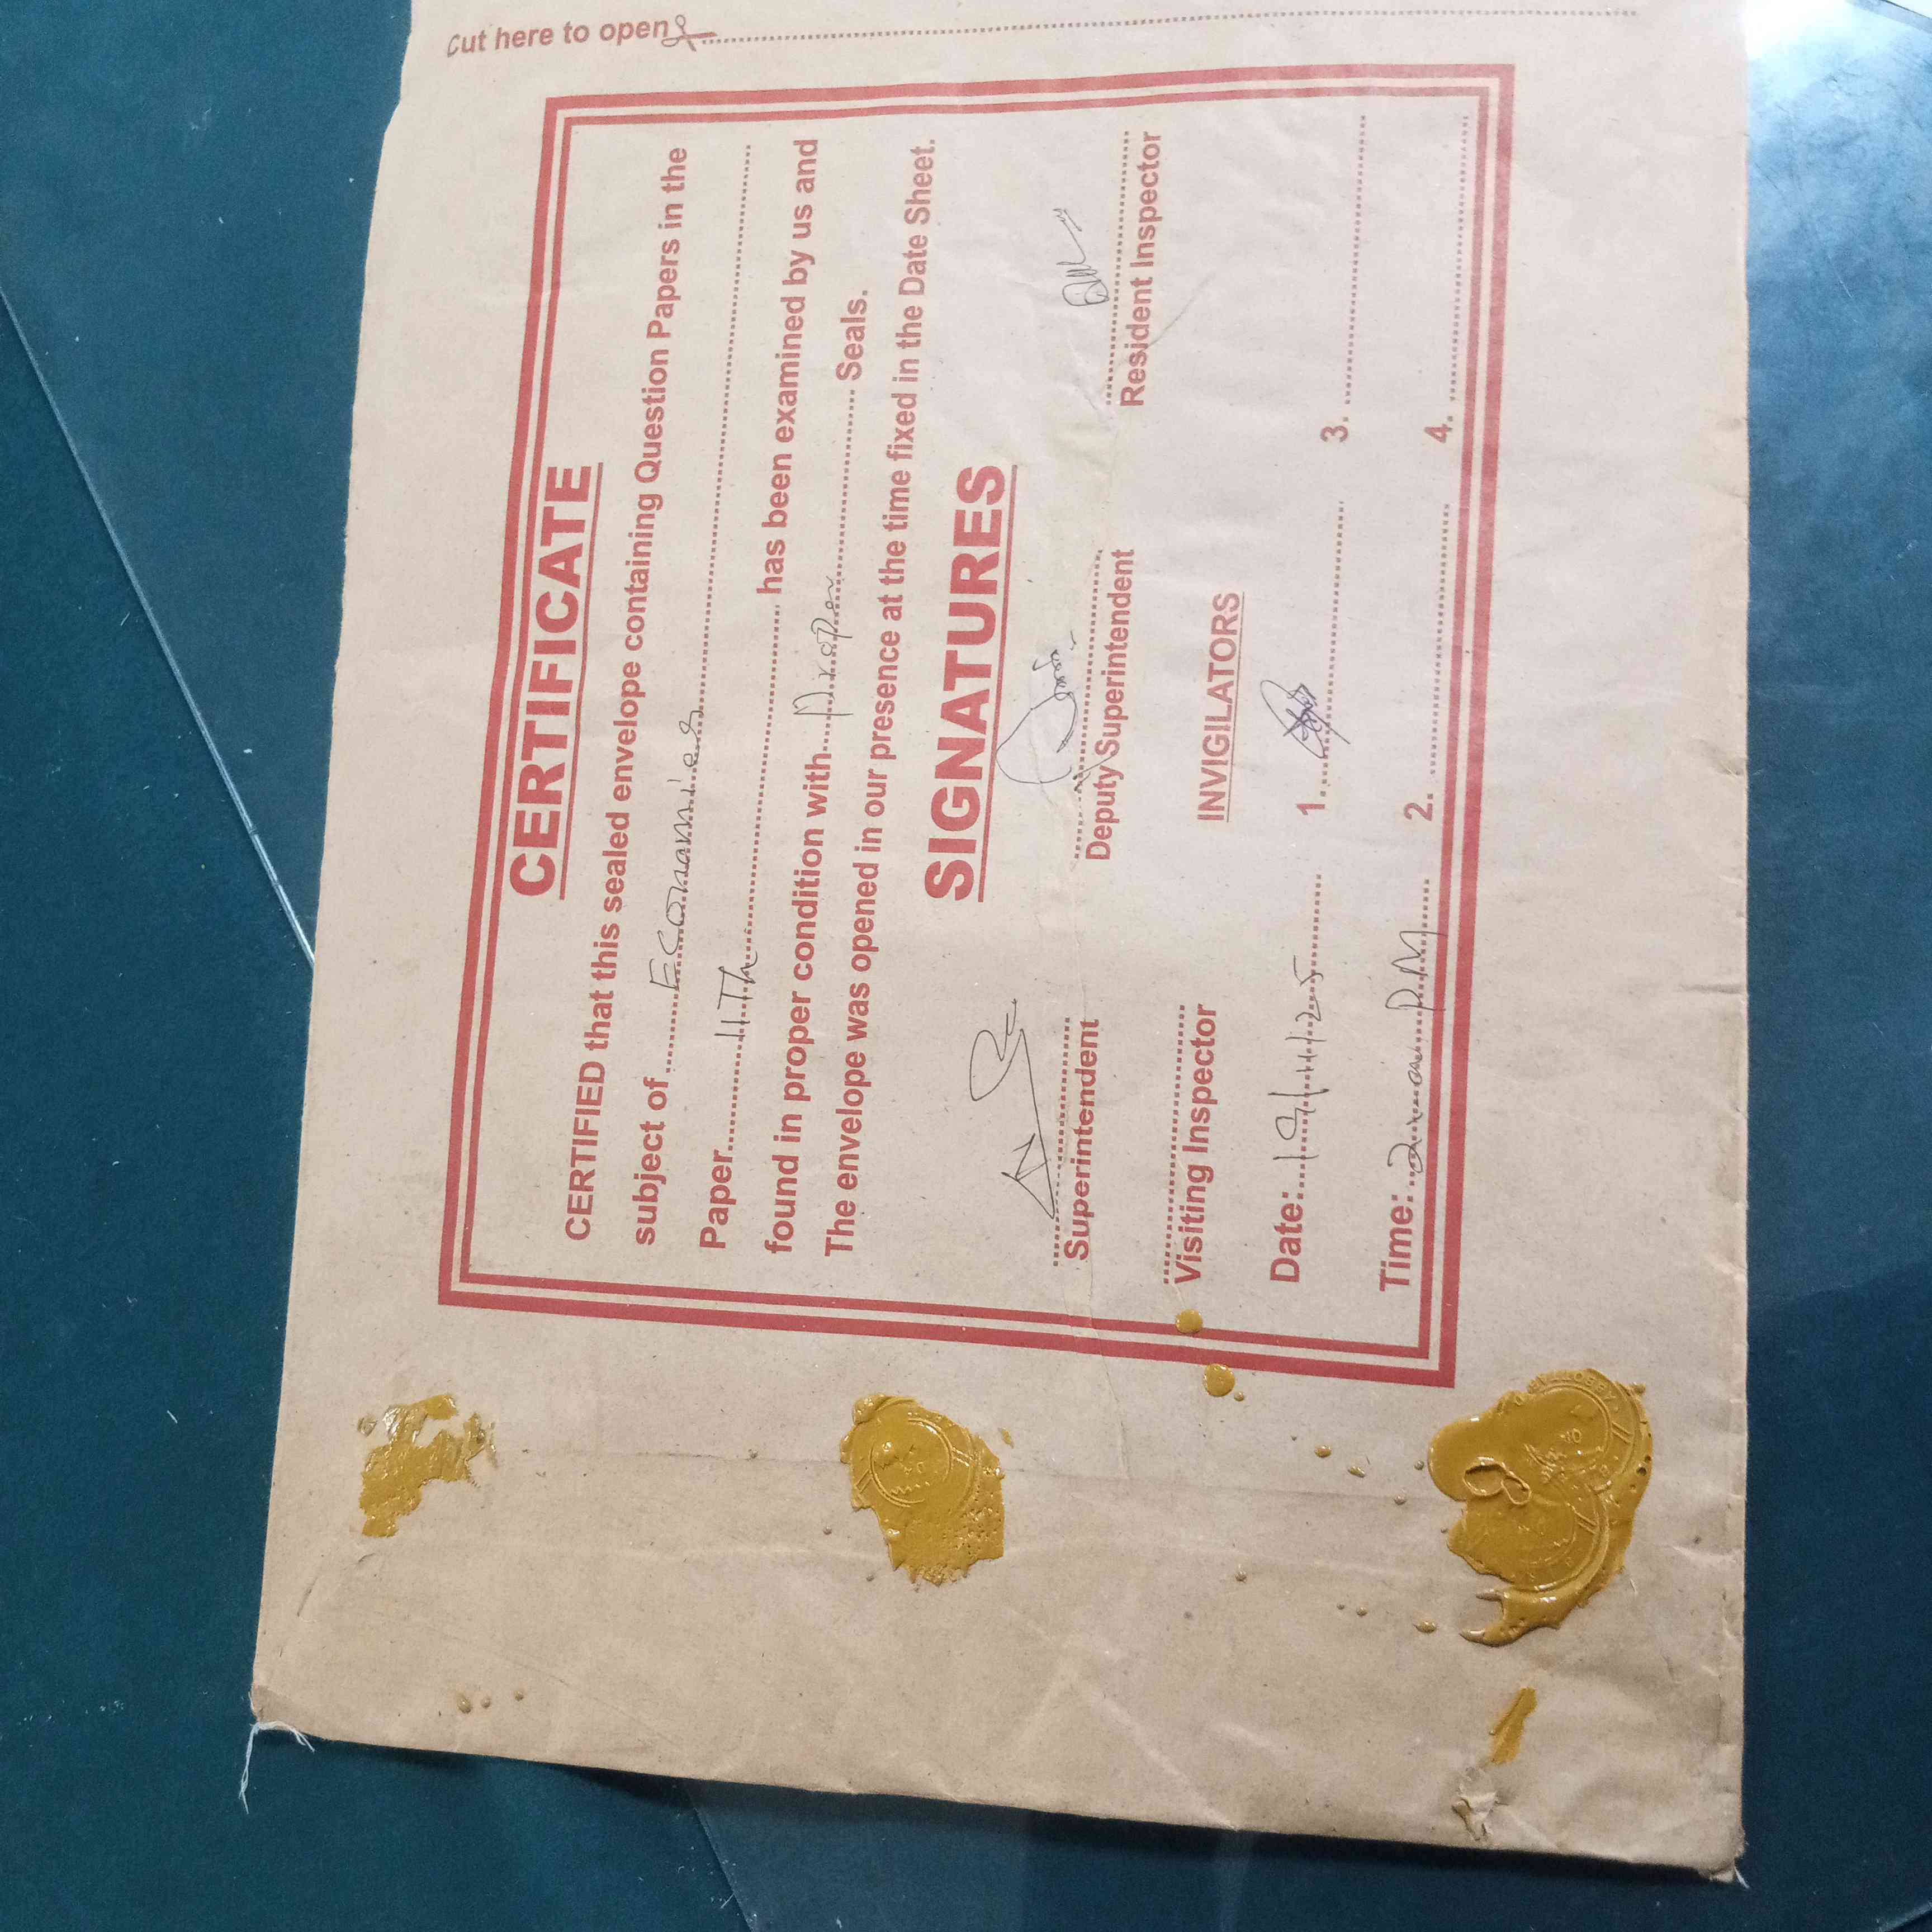 Cut here to open
CERTIFICATE
CERTIFIED that this sealed envelope containing Question Papers in the
subject of Economics
Paper 11Th has been examined by us and
found in proper condition with Proper Seals.
The envelope was opened in our presence at the time fixed in the Date Sheet.
SIGNATURES
Superintendent Deputy Superintendent Resident Inspector
Visiting Inspector INVIGILATORS
Date: 19/11/25 1. 3.
Time: PM 2. 4.